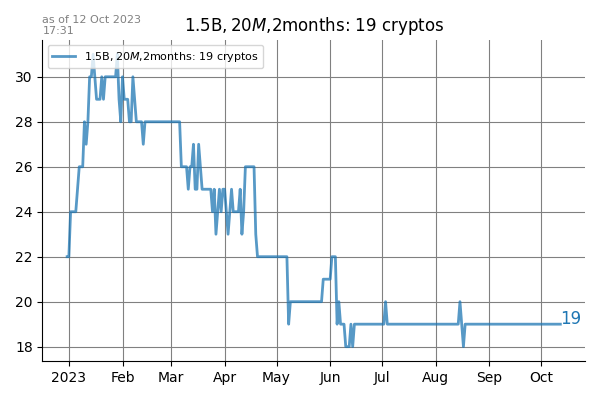 as of 12 Oct 2023
17:31
1.5B,20M,2months: 19 cryptos
1.5B, 20M,2months: 19 cryptos
30
28
26
24
22
20
18
19
2023 Feb Mar Apr May Jun Jul Aug Sep Oct